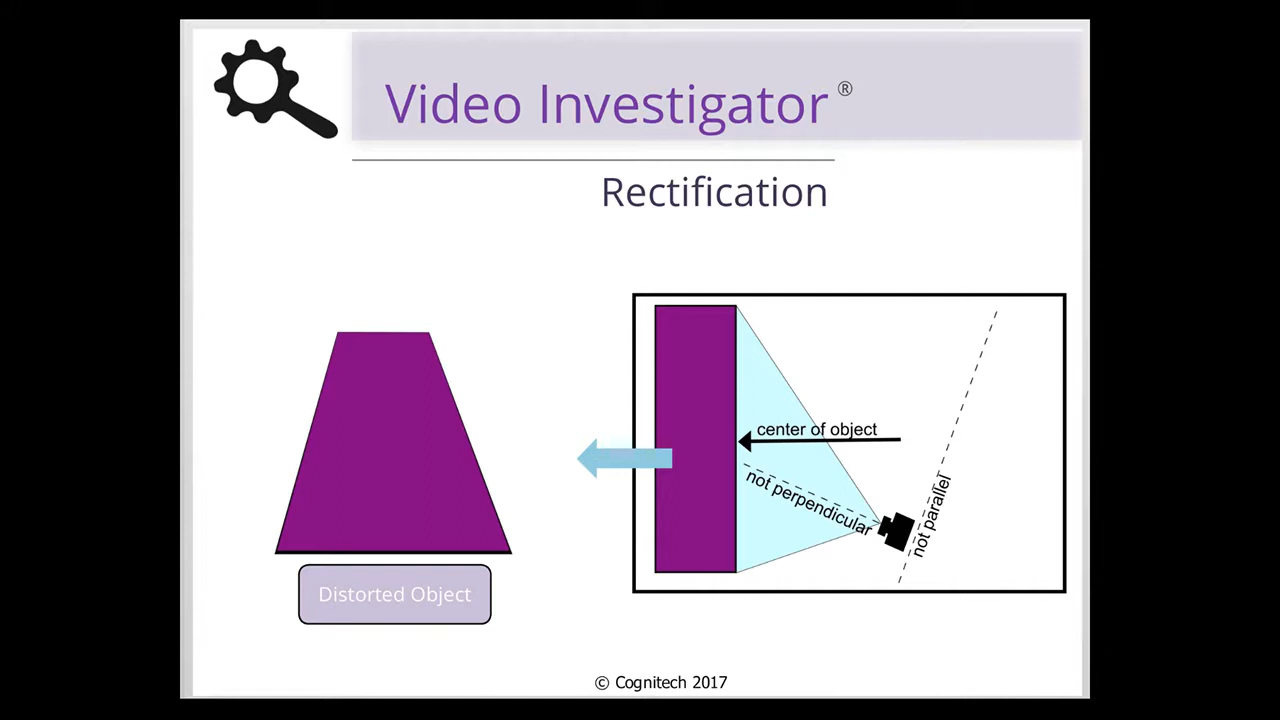 Video Investigator ®
Rectification
center of object
not perpendicular
not parallel
Distorted Object
© Cognitech 2017